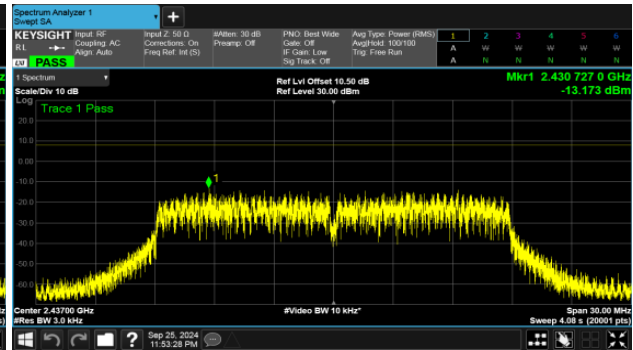 Spectrum Analyzer 1
Swept SA
+
KEYSIGHT Input: RF Input Z: 50 Ω #Atten: 30 dB PNO: Best Wide Avg Type: Power (RMS) 1 2 3 4 5 6
RL Coupling: AC Corrections: On Preamp: Off Gate: Off Avg|Hold: 100/100 A W W W W W
Align: Auto Freq Ref: Int (S) IF Gain: Low Trig: Free Run
LXI PASS Sig Track: Off A N N N N N
1 Spectrum Ref Lvl Offset 10.50 dB Mkr1 2.430 727 0 GHz
Scale/Div 10 dB Ref Level 30.00 dBm -13.173 dBm
Log
Trace 1 Pass
20.0
10.0
0.00
1
-10.0
-20.0
-30.0
-40.0
-50.0
-60.0
Center 2.43700 GHz #Video BW 10 kHz* Span 30.00 MHz
#Res BW 3.0 kHz Sweep 4.08 s (20001 pts)
? Sep 25, 2024
11:53:28 PM